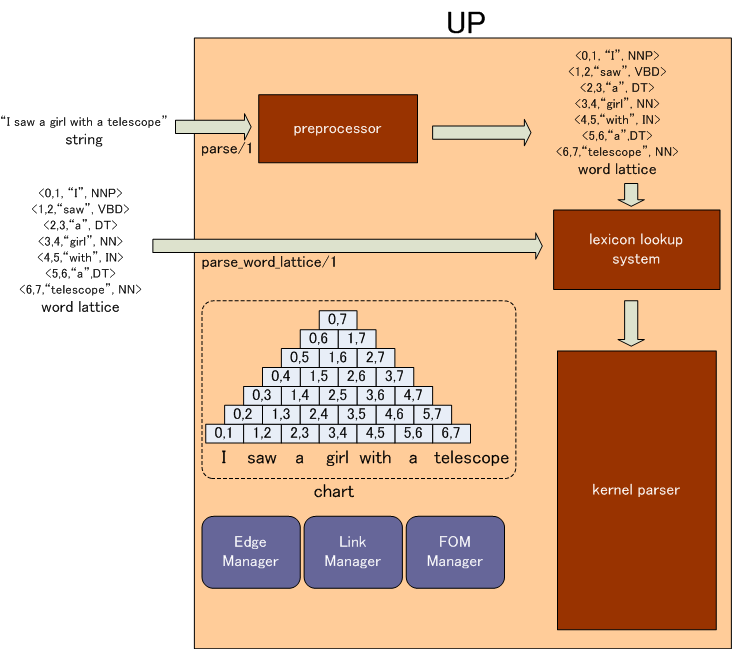 UP
"I saw a girl with a telescope"
string
parse/1
preprocessor
<0,1, "I", NNP>
<1,2,"saw", VBD>
<2,3,"a", DT>
<3,4,"girl", NN>
<4,5,"with", IN>
<5,6,"a",DT>
<6,7,"telescope", NN>
word lattice
<0,1, "I", NNP>
<1,2,"saw", VBD>
<2,3,"a", DT>
<3,4,"girl", NN>
<4,5,"with", IN>
<5,6,"a",DT>
<6,7,"telescope", NN>
word lattice
parse_word_lattice/1
lexicon lookup
system
0,7
0,6 1,7
0,5 1,6 2,7
0,4 1,5 2,6 3,7
0,3 1,4 2,5 3,6 4,7
0,2 1,3 2,4 3,5 4,6 5,7
0,1 1,2 2,3 3,4 4,5 5,6 6,7
I saw a girl with a telescope
chart
kernel parser
Edge
Manager
Link
Manager
FOM
Manager